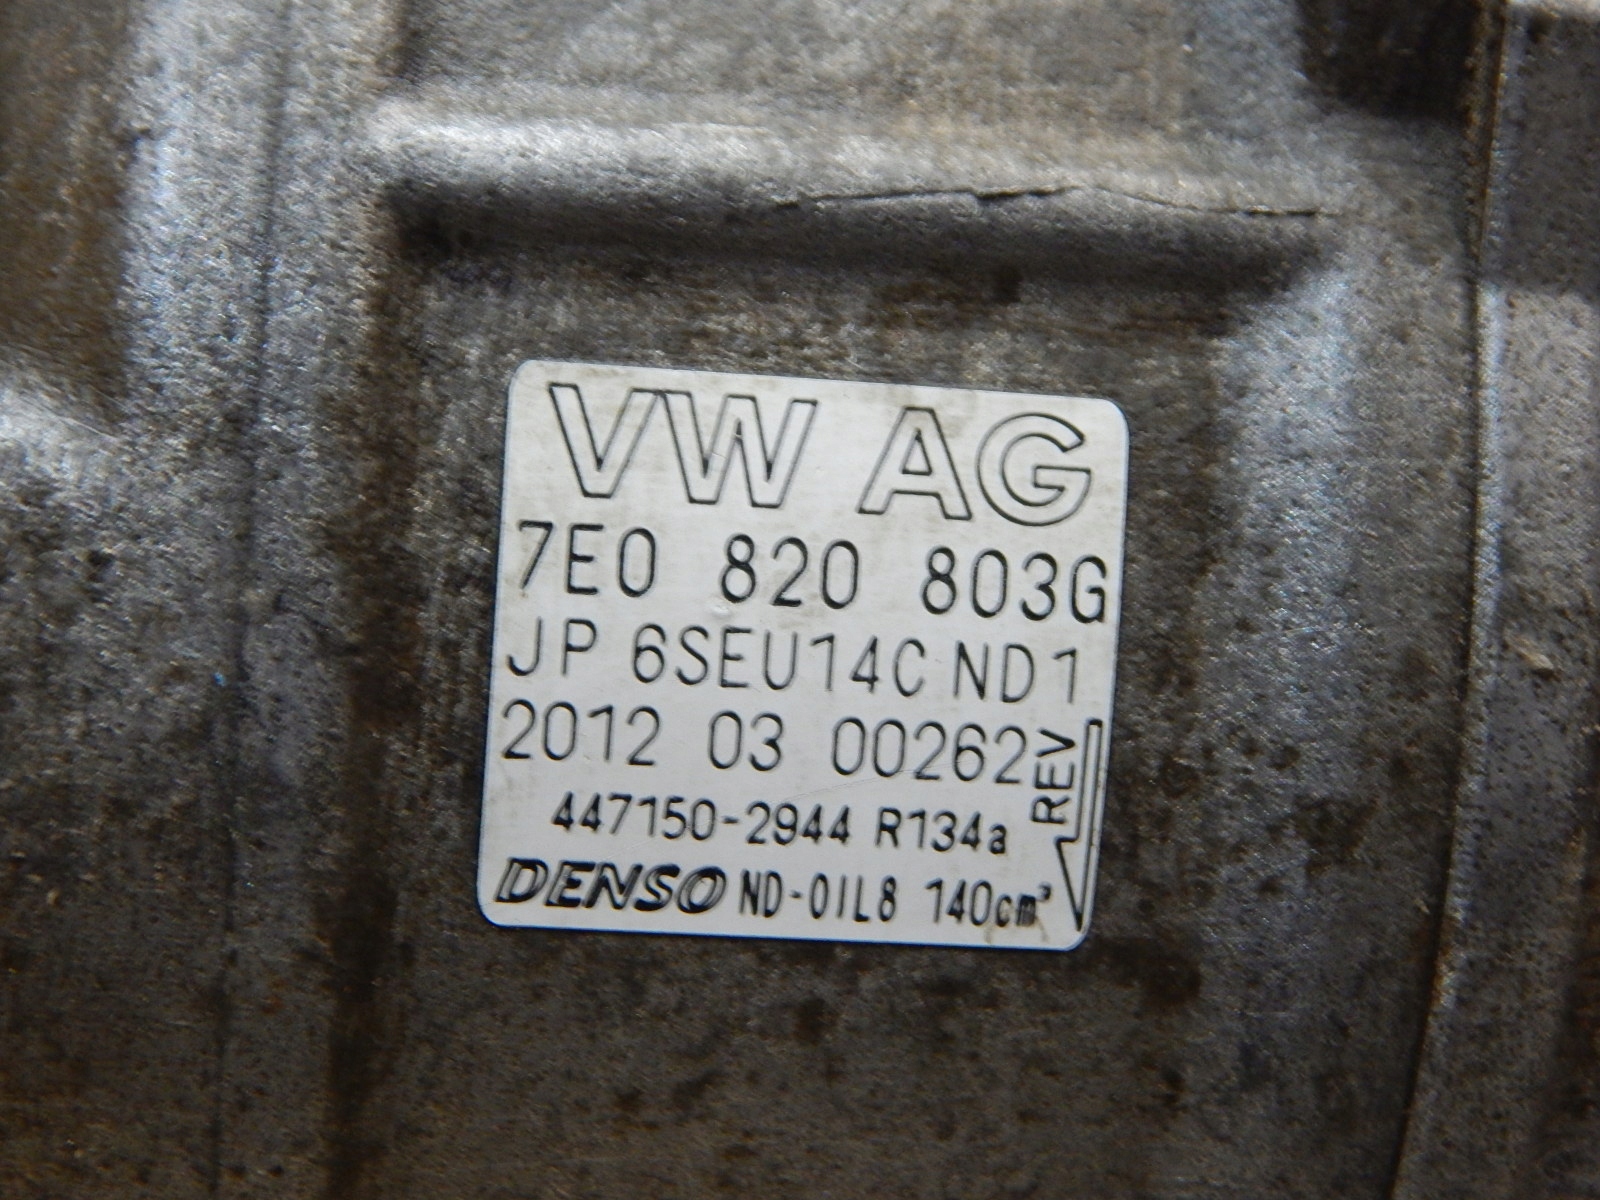 VW AG
7E0 820 803G
JP 6SEU14C ND1
2012 03 00262
REV
447150-2944 R134a
DENSO ND-OIL8 140cm³